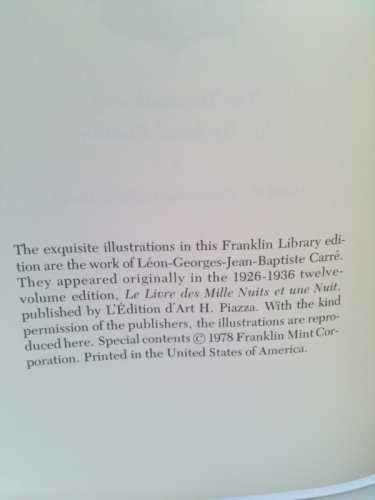 The exquisite illustrations in this Franklin Library edi-
tion are the work of Léon-Georges-Jean-Baptiste Carré.
They appeared originally in the 1926-1936 twelve-
volume edition, Le Livre des Mille Nuits et une Nuit,
published by L'Édition d'Art H. Piazza. With the kind
permission of the publishers, the illustrations are repro-
duced here. Special contents © 1978 Franklin Mint Cor-
poration. Printed in the United States of America.